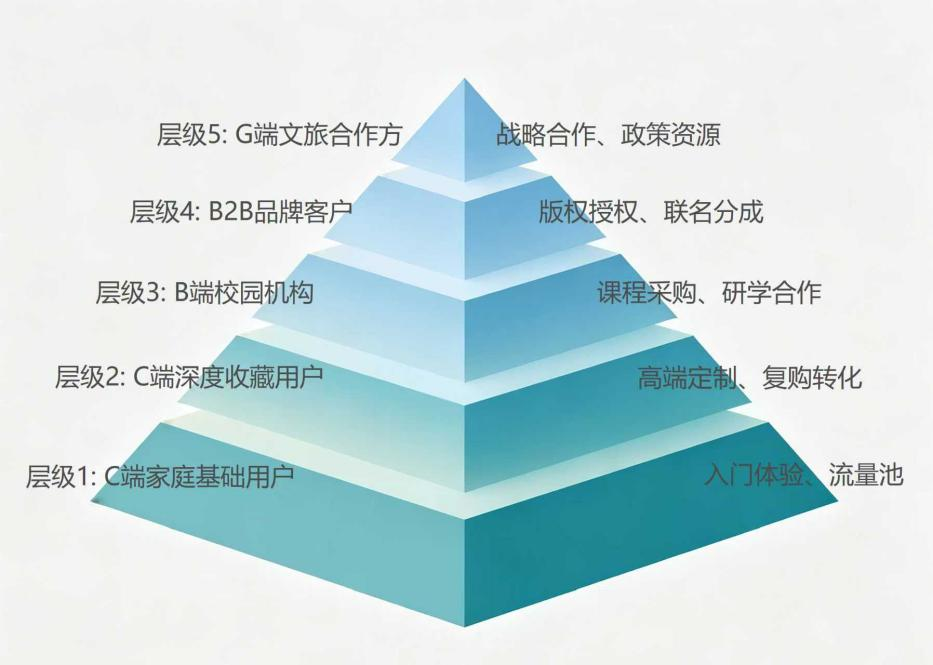 层级5: G端文旅合作方 战略合作、政策资源
层级4: B2B品牌客户 版权授权、联名分成
层级3: B端校园机构 课程采购、研学合作
层级2: C端深度收藏用户 高端定制、复购转化
层级1: C端家庭基础用户 入门体验、流量池